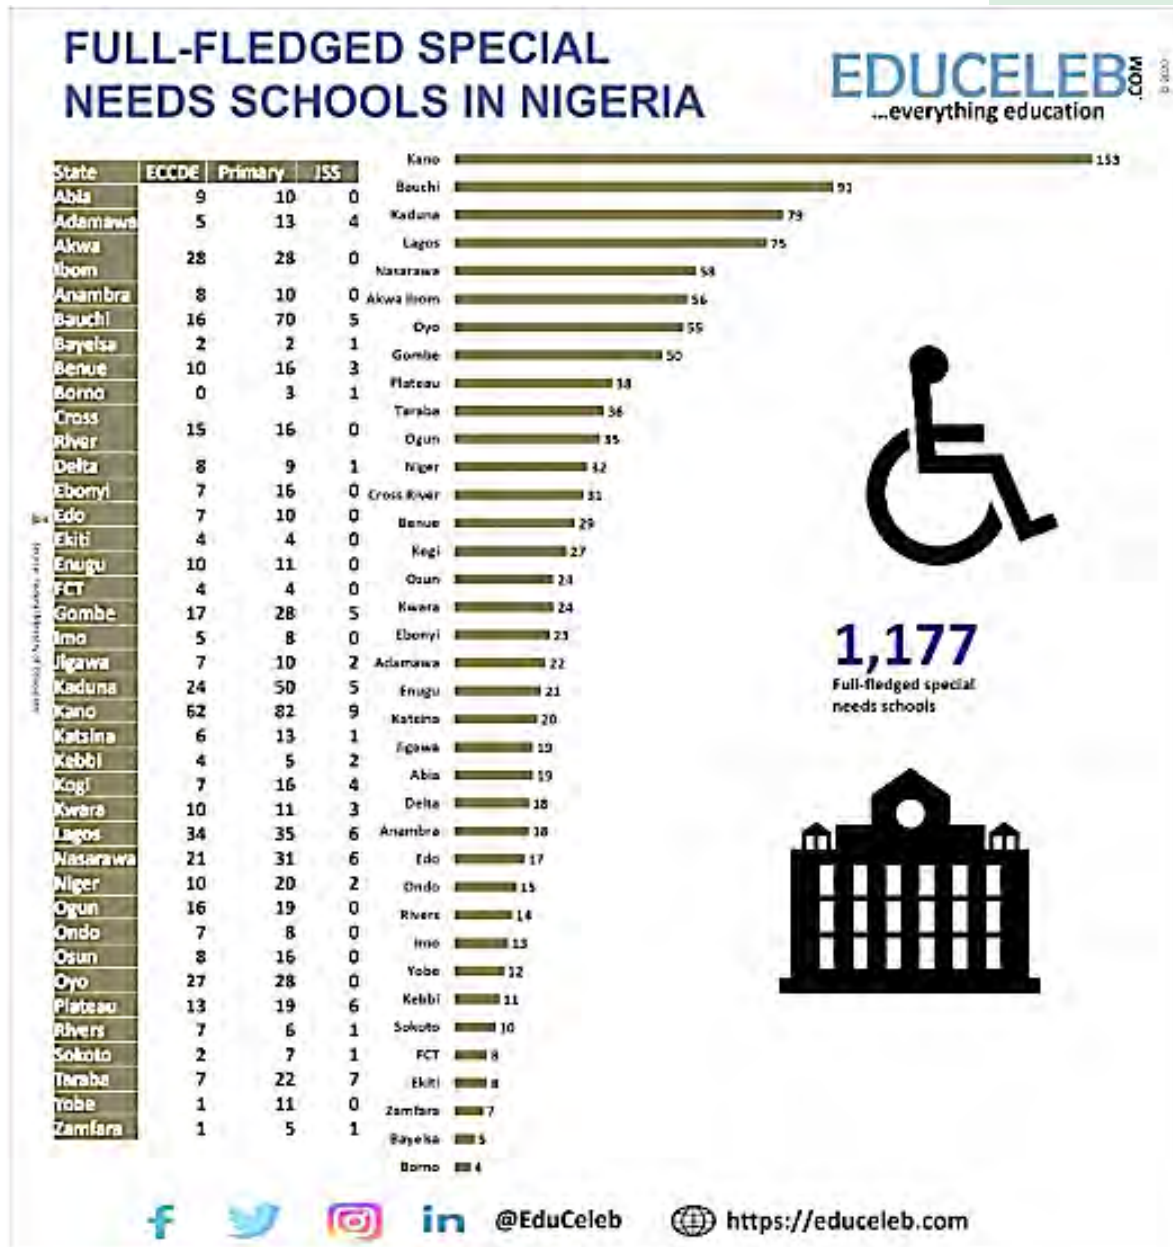 FULL-FLEDGED SPECIAL
NEEDS SCHOOLS IN NIGERIA
EDUCELEB.COM
...everything education
State ECCDE Primary JSS
Abia 9 10 0
Adamawa 5 13 4
Akwa
Ibom 28 28 0
Anambra 8 10 0
Bauchi 16 70 5
Bayelsa 2 2 1
Benue 10 16 3
Borno 0 3 1
Cross
River 15 16 0
Delta 8 9 1
Ebonyi 7 16 0
Edo 7 10 0
Ekiti 4 4 0
Enugu 10 11 0
FCT 4 4 0
Gombe 17 28 5
Imo 5 8 0
Jigawa 7 10 2
Kaduna 24 50 5
Kano 62 82 9
Katsina 6 13 1
Kebbi 4 5 2
Kogi 7 16 4
Kwara 10 11 3
Lagos 34 35 6
Nasarawa 21 31 6
Niger 10 20 2
Ogun 16 19 0
Ondo 7 8 0
Osun 8 16 0
Oyo 27 28 0
Plateau 13 19 6
Rivers 7 6 1
Sokoto 2 7 1
Taraba 7 22 7
Yobe 1 11 0
Zamfara 1 5 1
Kano 153
Bauchi 91
Kaduna 79
Lagos 75
Nasarawa 58
Akwa Ibom 56
Oyo 55
Gombe 50
Plateau 38
Taraba 36
Ogun 35
Niger 32
Cross River 31
Benue 29
Kogi 27
Osun 24
Kwara 24
Ebonyi 23
Adamawa 22
Enugu 21
Katsina 20
Jigawa 19
Abia 19
Delta 18
Anambra 18
Edo 17
Ondo 15
Rivers 14
Imo 13
Yobe 12
Kebbi 11
Sokoto 10
FCT 8
Ekiti 8
Zamfara 7
Bayelsa 5
Borno 4
1,177
Full-fledged special
needs schools
@EduCeleb https://educeleb.com